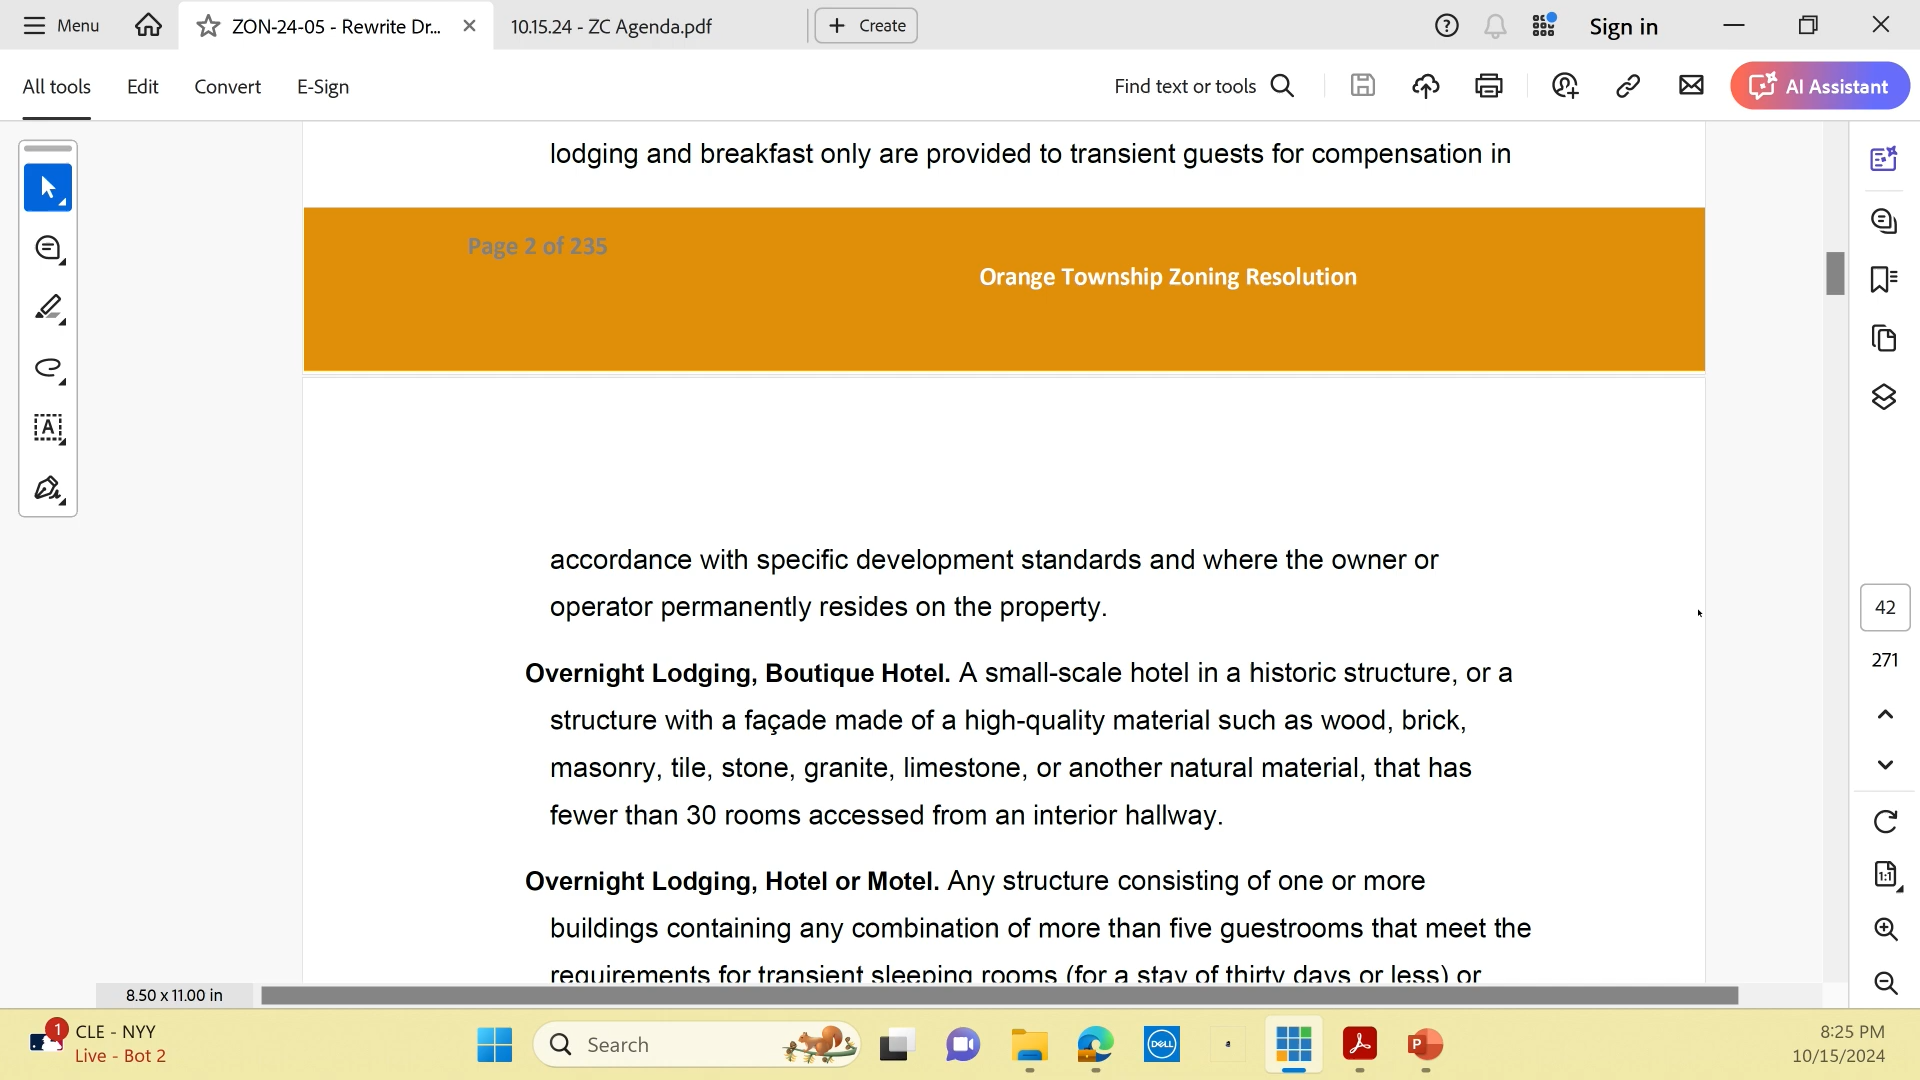 Menu
ZON-24-05 - Rewrite Dr...
10.15.24 - ZC Agenda.pdf
Create
Sign in
All tools
Edit
Convert
E-Sign
Find text or tools
AI Assistant
lodging and breakfast only are provided to transient guests for compensation in
Page 2 of 235
Orange Township Zoning Resolution
accordance with specific development standards and where the owner or
operator permanently resides on the property.
Overnight Lodging, Boutique Hotel. A small-scale hotel in a historic structure, or a
structure with a façade made of a high-quality material such as wood, brick,
masonry, tile, stone, granite, limestone, or another natural material, that has
fewer than 30 rooms accessed from an interior hallway.
Overnight Lodging, Hotel or Motel. Any structure consisting of one or more
buildings containing any combination of more than five guestrooms that meet the
requirements for transient sleeping rooms (for a stay of thirty days or less) or
42
271
1:1
8.50 x 11.00 in
1
CLE - NYY
Live - Bot 2
Search
DELL
a
P
8:25 PM
10/15/2024